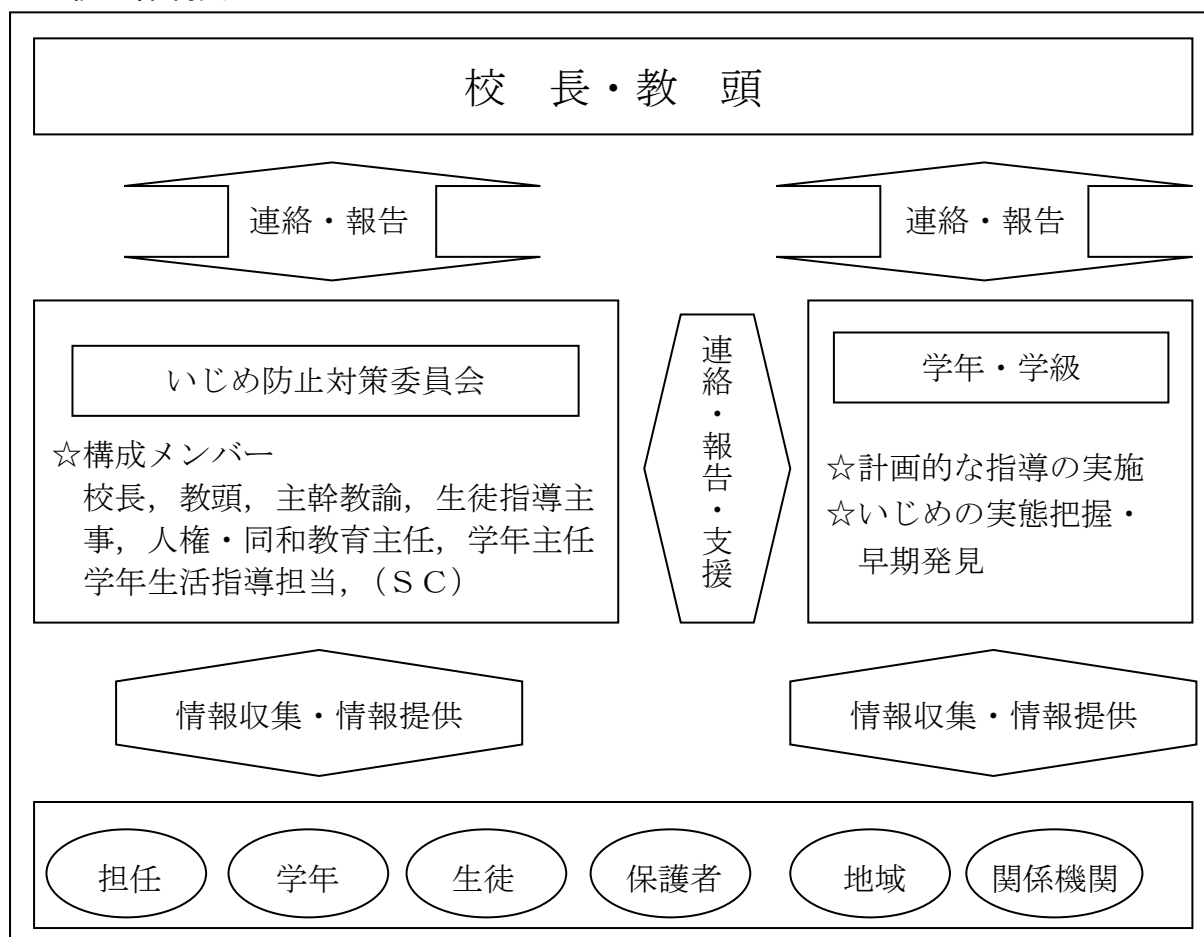 校　長・教　頭
連絡・報告
連絡・報告
いじめ防止対策委員会
☆構成メンバー
校長，教頭，主幹教諭，生徒指導主
事，人権・同和教育主任，学年主任
学年生活指導担当，（ＳＣ）
連絡・報告・支援
学年・学級
☆計画的な指導の実施
☆いじめの実態把握・
早期発見
情報収集・情報提供
情報収集・情報提供
担任
学年
生徒
保護者
地域
関係機関